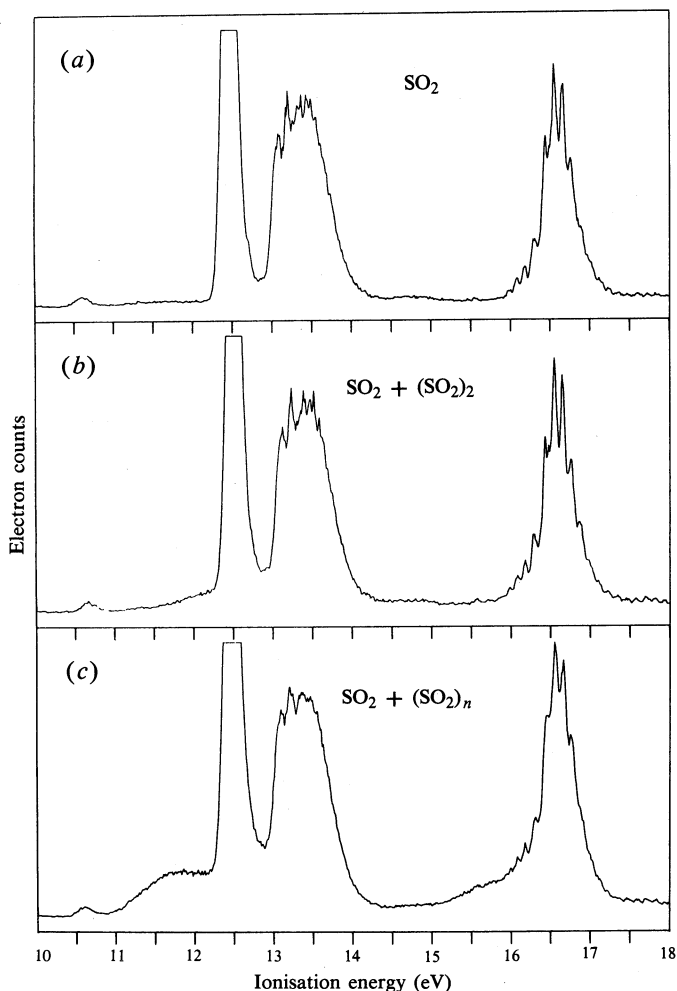 (a)
SO₂
(b)
SO₂ + (SO₂)₂
Electron counts
(c)
SO₂ + (SO₂)ₙ
10 11 12 13 14 15 16 17 18
Ionisation energy (eV)